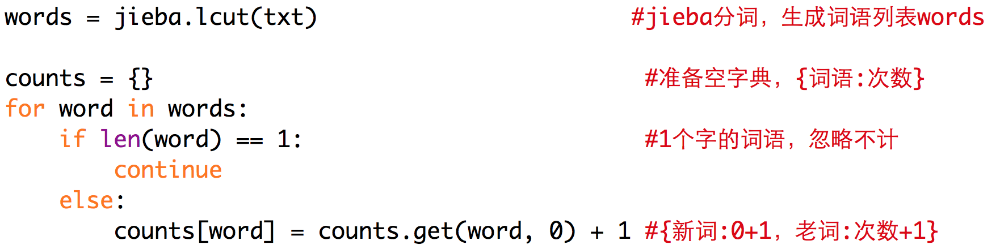 words = jieba.lcut(txt) #jieba分词，生成词语列表words
counts = {} #准备空字典，{词语:次数}
for word in words:
    if len(word) == 1: #1个字的词语，忽略不计
        continue
    else:
        counts[word] = counts.get(word, 0) + 1 #{新词:0+1，老词:次数+1}